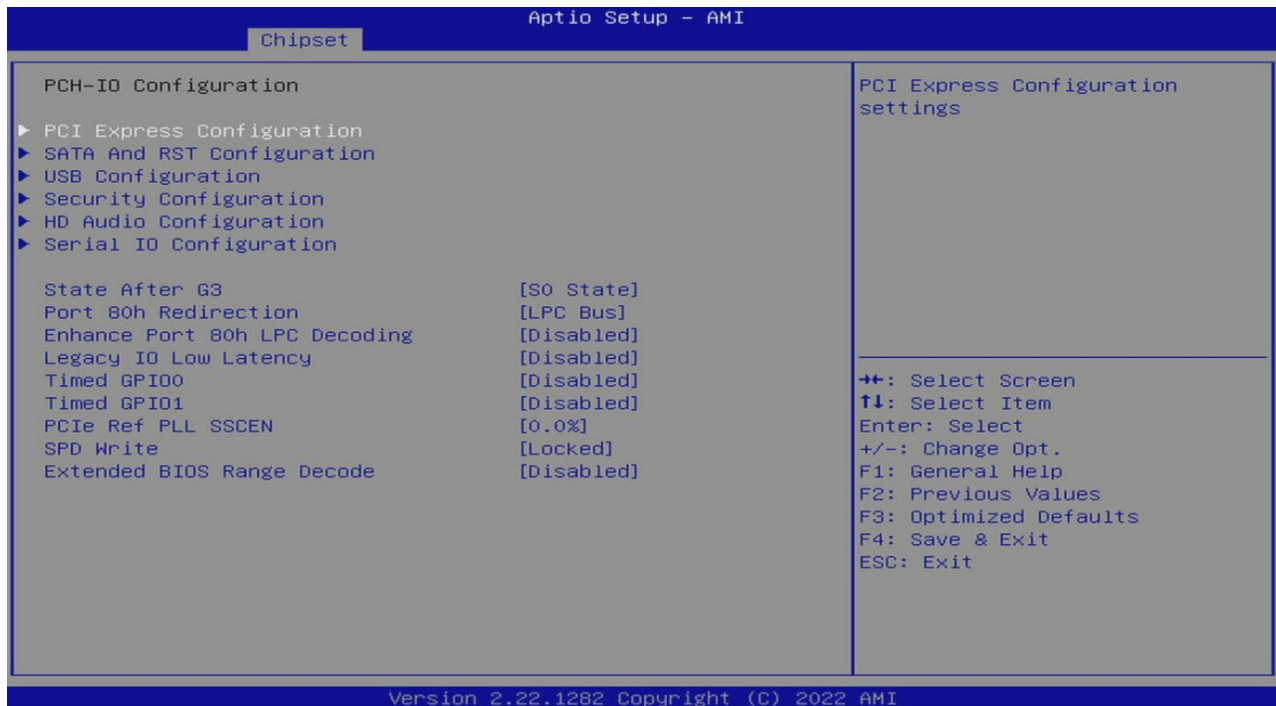 Aptio Setup – AMI
Chipset
PCH-IO Configuration
PCI Express Configuration
SATA And RST Configuration
USB Configuration
Security Configuration
HD Audio Configuration
Serial IO Configuration
State After G3 [S0 State]
Port 80h Redirection [LPC Bus]
Enhance Port 80h LPC Decoding [Disabled]
Legacy IO Low Latency [Disabled]
Timed GPIO0 [Disabled]
Timed GPIO1 [Disabled]
PCIe Ref PLL SSCEN [0.0%]
SPD Write [Locked]
Extended BIOS Range Decode [Disabled]
PCI Express Configuration
settings
→←: Select Screen
↑↓: Select Item
Enter: Select
+/-: Change Opt.
F1: General Help
F2: Previous Values
F3: Optimized Defaults
F4: Save & Exit
ESC: Exit
Version 2.22.1282 Copyright (C) 2022 AMI